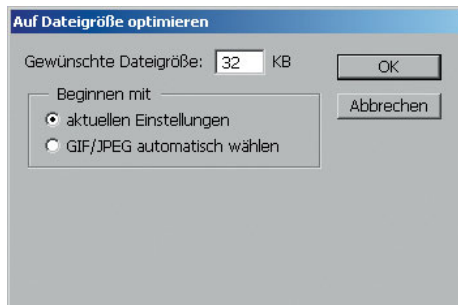 Auf Dateigröße optimieren
Gewünschte Dateigröße: 32 KB
OK
Beginnen mit
Abbrechen
aktuellen Einstellungen
GIF/JPEG automatisch wählen